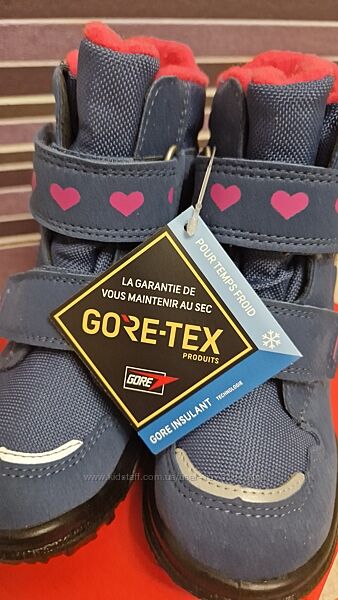 LA GARANTIE DE
VOUS MAINTENIR AU SEC
GORE-TEX
PRODUITS
GORE
POUR TEMPS FROID
GORE INSULANT TECHNOLOGIE